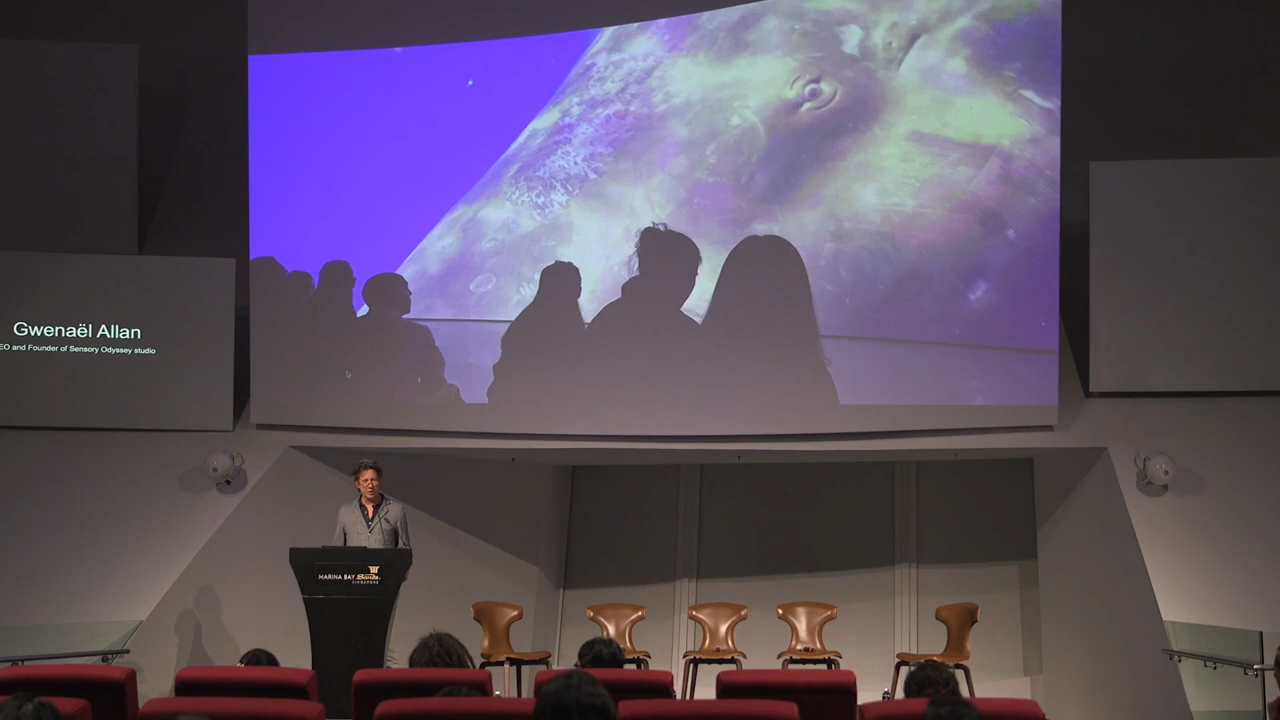 Gwenaël Allan
EO and Founder of Sensory Odyssey studio
MARINA BAY Sands
SINGAPORE